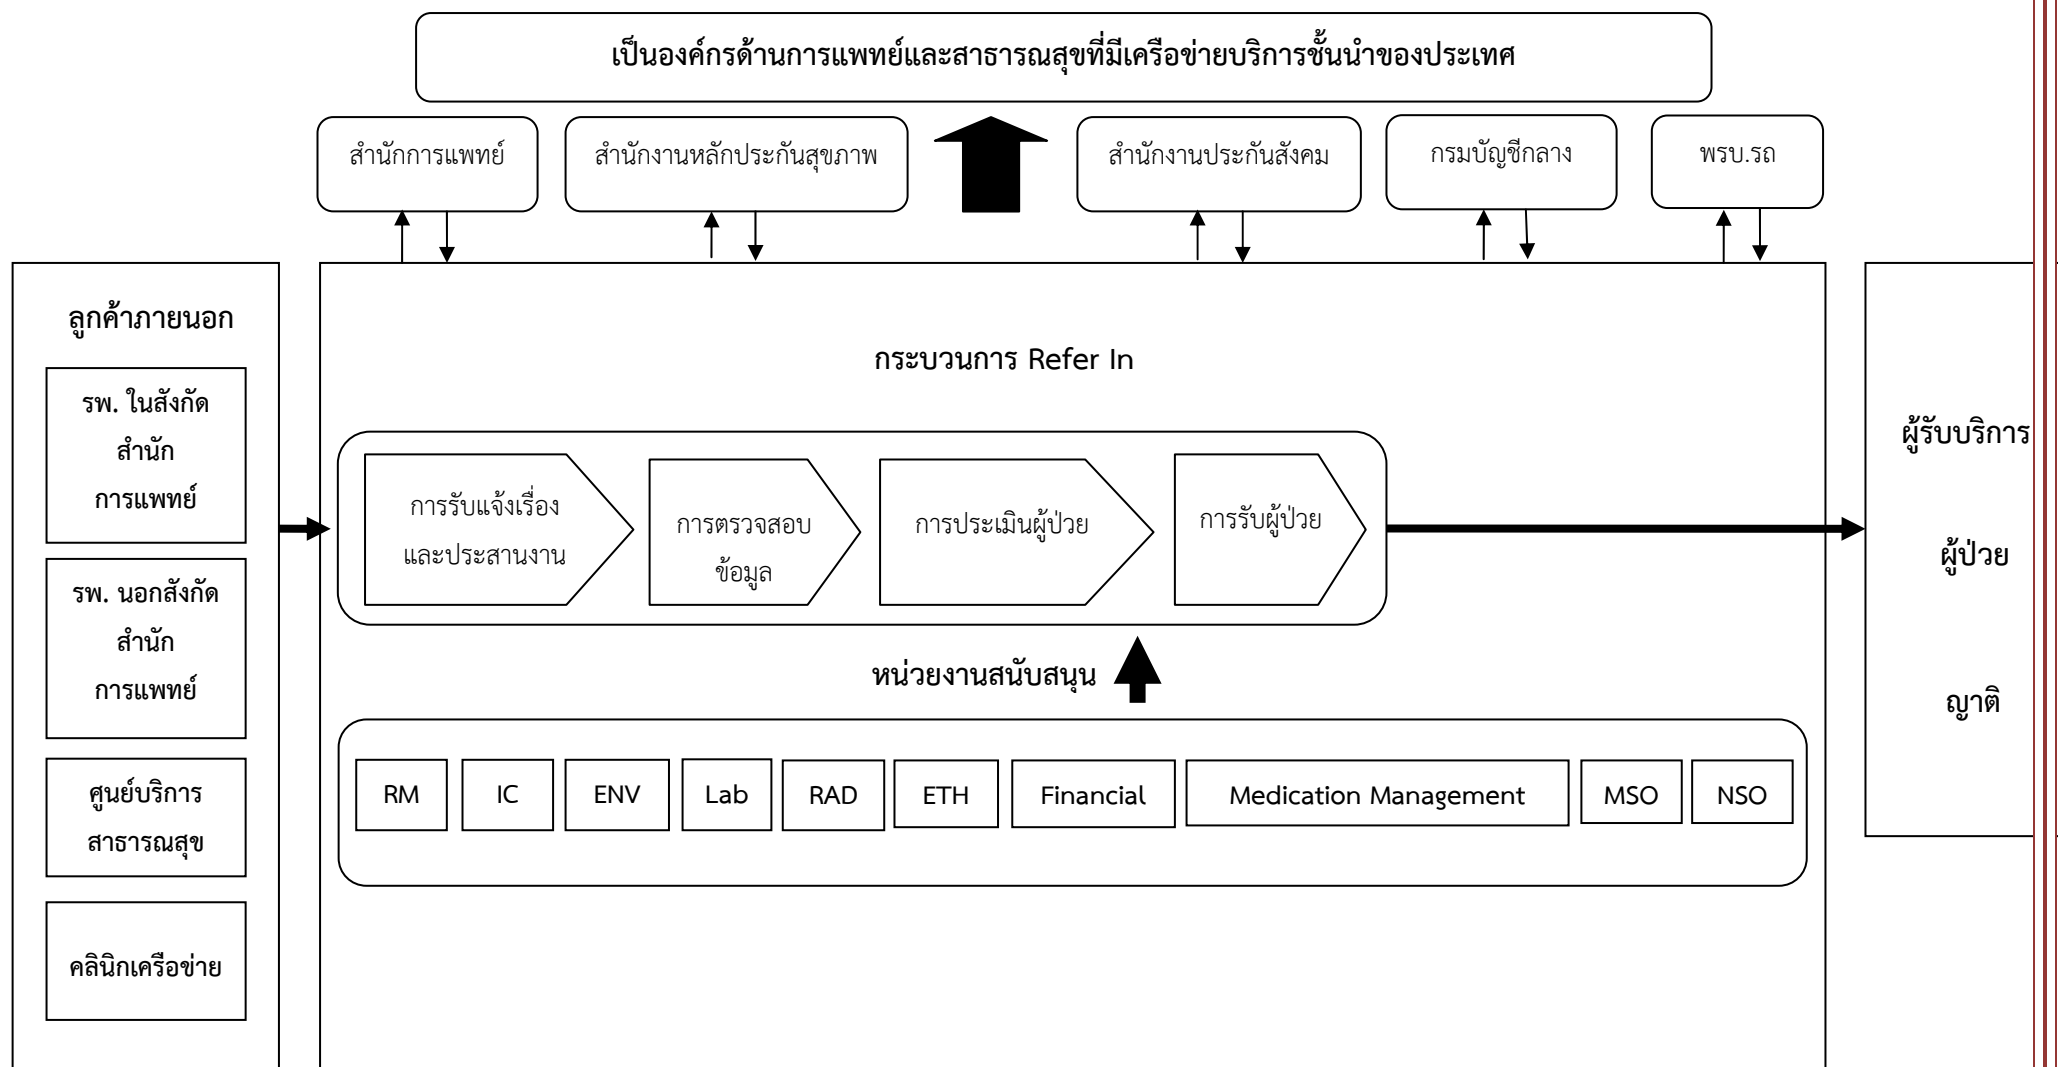 เป็นองค์กรด้านการแพทย์และสาธารณสุขที่มีเครือข่ายบริการชั้นนำของประเทศ
สำนักการแพทย์
สำนักงานหลักประกันสุขภาพ
สำนักงานประกันสังคม
กรมบัญชีกลาง
พรบ.รถ
ลูกค้าภายนอก
รพ. ในสังกัด
สำนัก
การแพทย์
รพ. นอกสังกัด
สำนัก
การแพทย์
ศูนย์บริการ
สาธารณสุข
คลินิกเครือข่าย
กระบวนการ Refer In
การรับแจ้งเรื่อง
และประสานงาน
การตรวจสอบ
ข้อมูล
การประเมินผู้ป่วย
การรับผู้ป่วย
หน่วยงานสนับสนุน
RM
IC
ENV
Lab
RAD
ETH
Financial
Medication Management
MSO
NSO
ผู้รับบริการ
ผู้ป่วย
ญาติ